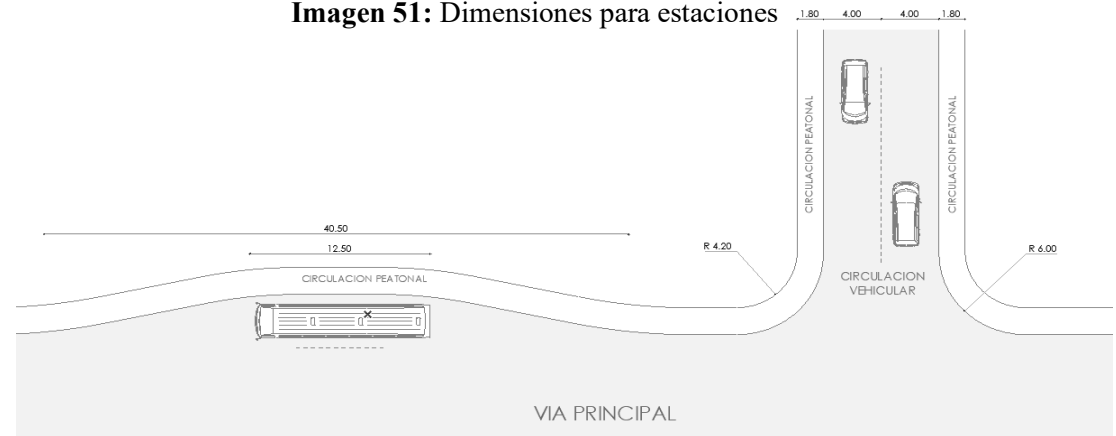 Imagen 51: Dimensiones para estaciones
1.80 4.00 4.00 1.80
CIRCULACION PEATONAL
CIRCULACION PEATONAL
40.50
12.50
R 4.20
R 6.00
CIRCULACION PEATONAL
CIRCULACION
VEHICULAR
VIA PRINCIPAL